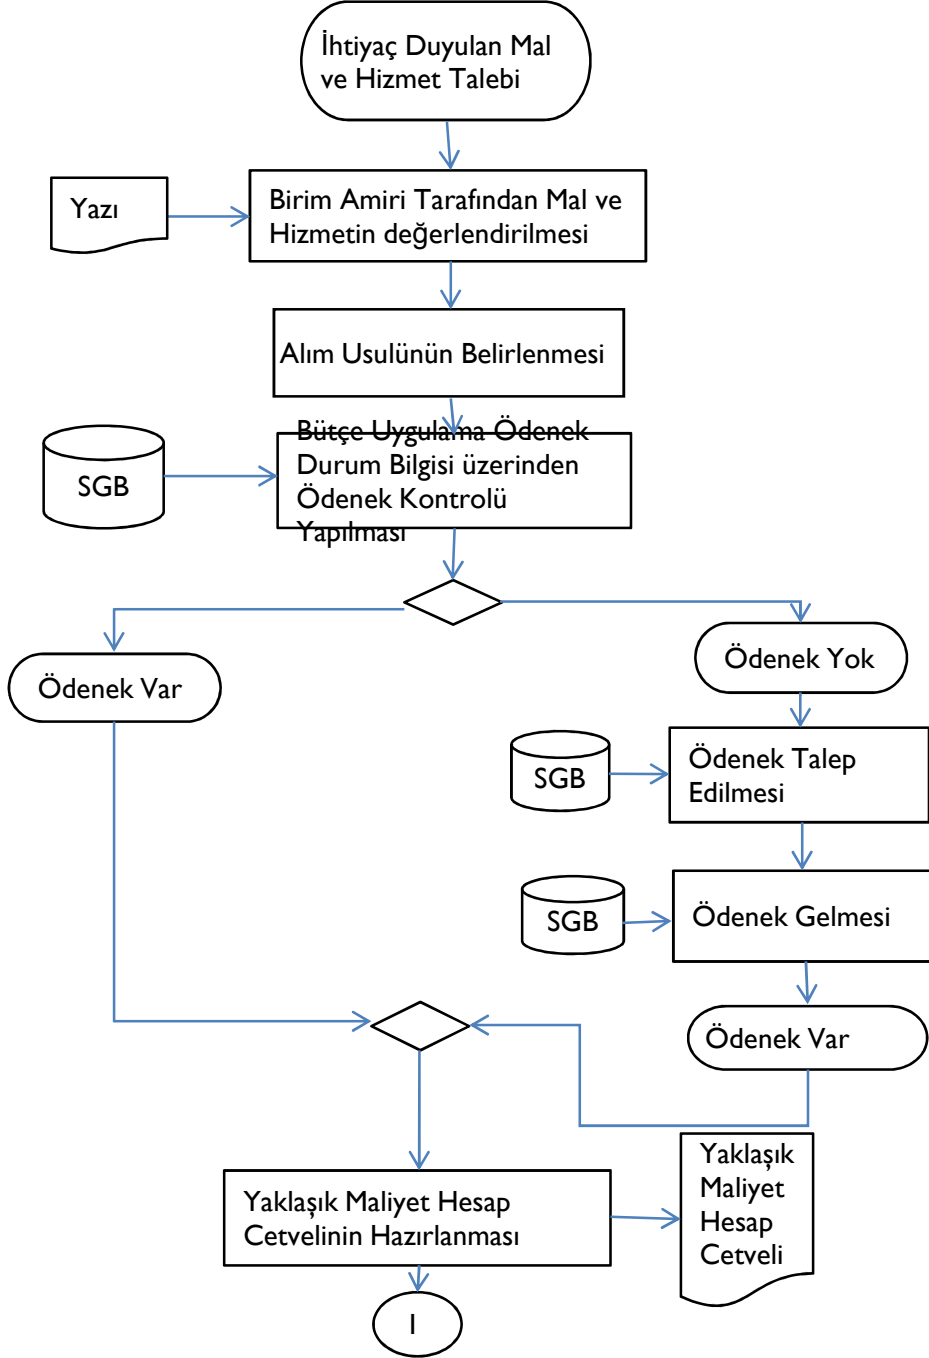 İhtiyaç Duyulan Mal
ve Hizmet Talebi
Yazı
Birim Amiri Tarafından Mal ve
Hizmetin değerlendirilmesi
Alım Usulünün Belirlenmesi
SGB
Bütçe Uygulama Ödenek
Durum Bilgisi üzerinden
Ödenek Kontrolü
Yapılması
Ödenek Var
Ödenek Yok
SGB
Ödenek Talep
Edilmesi
SGB
Ödenek Gelmesi
Ödenek Var
Yaklaşık Maliyet Hesap
Cetvelinin Hazırlanması
Yaklaşık
Maliyet
Hesap
Cetveli
I